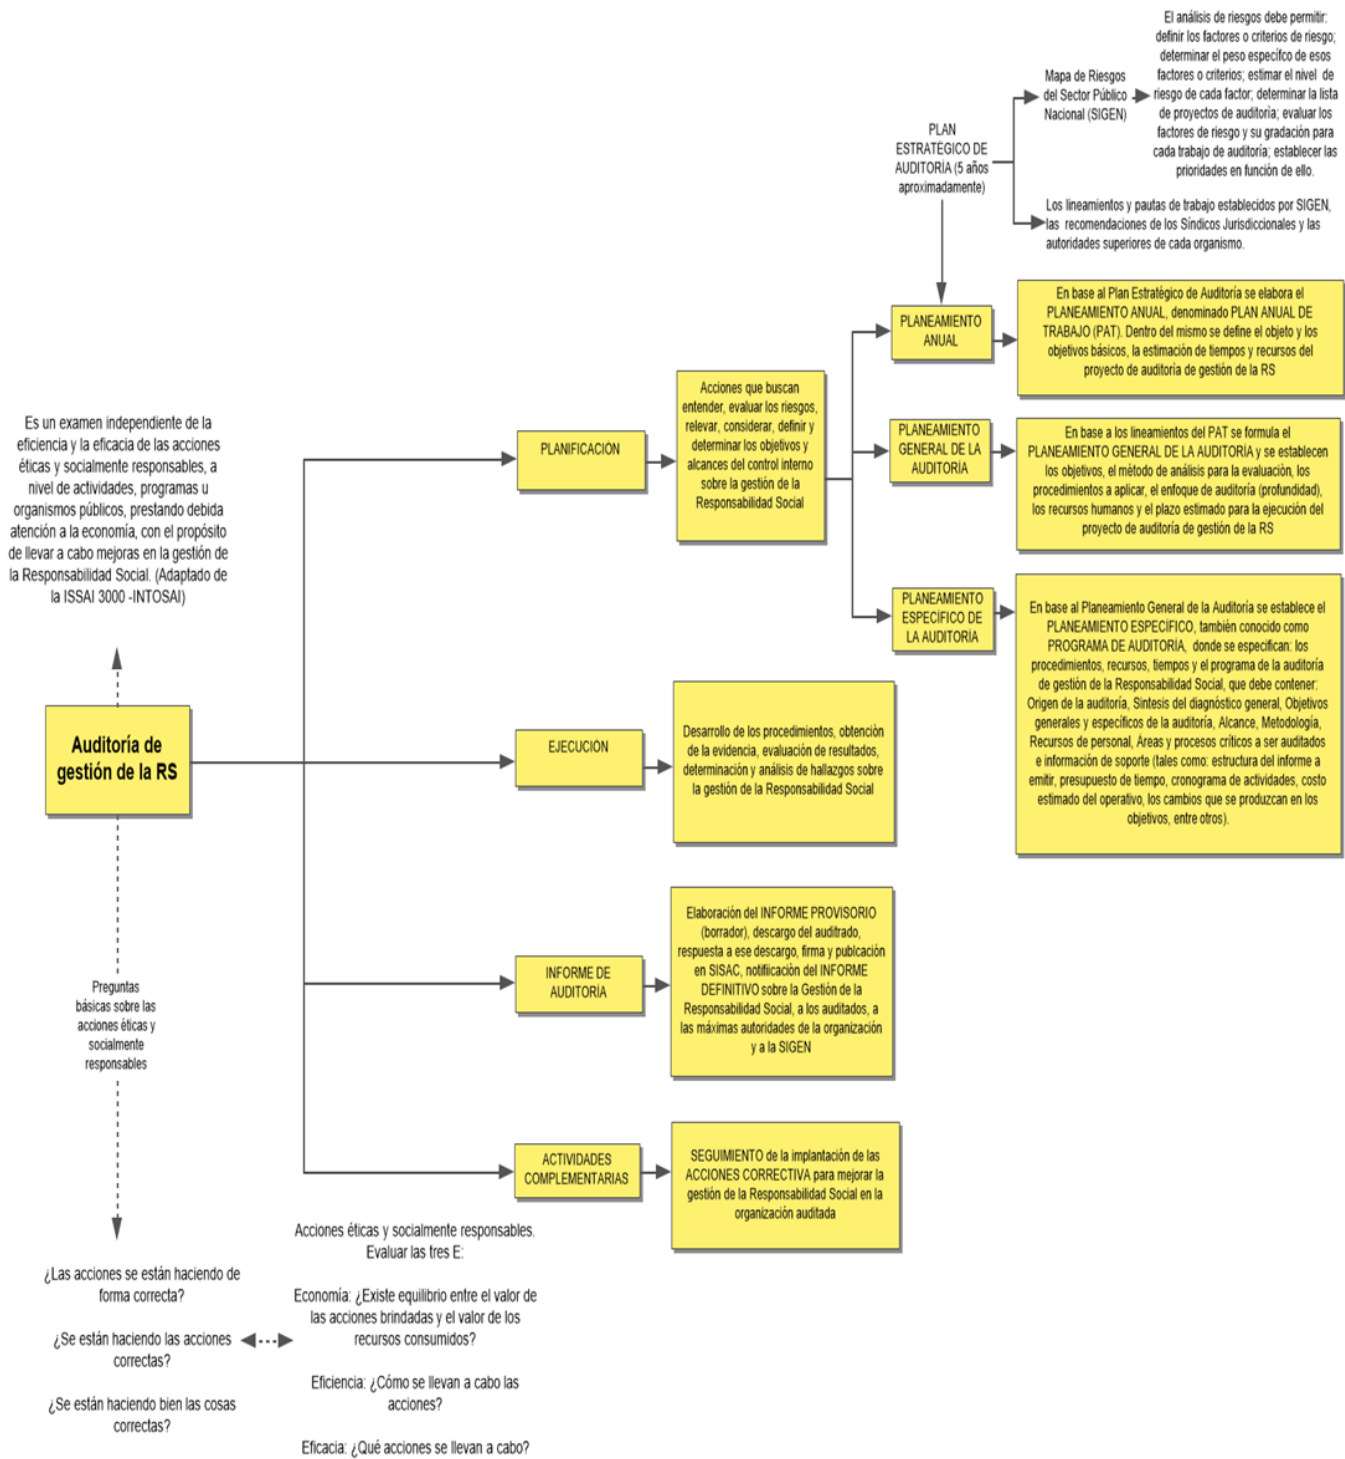 El análisis de riesgos debe permitir:
definir los factores o criterios de riesgo;
determinar el peso específco de esos
factores o criterios; estimar el nivel de
riesgo de cada factor; determinar la lista
de proyectos de auditoría; evaluar los
factores de riesgo y su gradación para
cada trabajo de auditoría; establecer las
prioridades en función de ello.
Mapa de Riesgos
del Sector Público
Nacional (SIGEN)
PLAN
ESTRATÉGICO DE
AUDITORÍA (5 años
aproximadamente)
Los lineamientos y pautas de trabajo establecidos por SIGEN,
las recomendaciones de los Síndicos Jurisdiccionales y las
autoridades superiores de cada organismo.
PLANEAMIENTO
ANUAL
En base al Plan Estratégico de Auditoría se elabora el
PLANEAMIENTO ANUAL, denominado PLAN ANUAL DE
TRABAJO (PAT). Dentro del mismo se define el objeto y los
objetivos básicos, la estimación de tiempos y recursos del
proyecto de auditoría de gestión de la RS
Es un examen independiente de la
eficiencia y la eficacia de las acciones
éticas y socialmente responsables, a
nivel de actividades, programas u
organismos públicos, prestando debida
atención a la economía, con el propósito
de llevar a cabo mejoras en la gestión de
la Responsabilidad Social. (Adaptado de
la ISSAI 3000 -INTOSAI)
PLANIFICACIÓN
Acciones que buscan
entender, evaluar los riesgos,
relevar, considerar, definir y
determinar los objetivos y
alcances del control interno
sobre la gestión de la
Responsabilidad Social
PLANEAMIENTO
GENERAL DE LA
AUDITORÍA
En base a los lineamientos del PAT se formula el
PLANEAMIENTO GENERAL DE LA AUDITORÍA y se establecen
los objetivos, el método de análisis para la evaluación, los
procedimientos a aplicar, el enfoque de auditoría (profundidad),
los recursos humanos y el plazo estimado para la ejecución del
proyecto de auditoría de gestión de la RS
PLANEAMIENTO
ESPECÍFICO DE
LA AUDITORÍA
En base al Planeamiento General de la Auditoría se establece el
PLANEAMIENTO ESPECÍFICO, también conocido como
PROGRAMA DE AUDITORÍA, donde se especifican: los
procedimientos, recursos, tiempos y el programa de la auditoría
de gestión de la Responsabilidad Social, que debe contener:
Origen de la auditoría, Síntesis del diagnóstico general, Objetivos
generales y específicos de la auditoría, Alcance, Metodología,
Recursos de personal, Áreas y procesos críticos a ser auditados
e información de soporte (tales como: estructura del informe a
emitir, presupuesto de tiempo, cronograma de actividades, costo
estimado del operativo, los cambios que se produzcan en los
objetivos, entre otros).
Auditoría de
gestión de la RS
EJECUCIÓN
Desarrollo de los procedimientos, obtención
de la evidencia, evaluación de resultados,
determinación y análisis de hallazgos sobre
la gestión de la Responsabilidad Social
INFORME DE
AUDITORÍA
Elaboración del INFORME PROVISORIO
(borrador), descargo del auditrado,
respuesta a ese descargo, firma y publcación
en SISAC, notifiicación del INFORME
DEFINITIVO sobre la Gestión de la
Responsabilidad Social, a los auditados, a
las máximas autoridades de la organización
y a la SIGEN
Preguntas
básicas sobre las
acciones éticas y
socialmente
responsables
ACTIVIDADES
COMPLEMENTARIAS
SEGUIMIENTO de la implantación de las
ACCIONES CORRECTIVA para mejorar la
gestión de la Responsabilidad Social en la
organización auditada
¿Las acciones se están haciendo de
forma correcta?
¿Se están haciendo las acciones
correctas?
¿Se están haciendo bien las cosas
correctas?
Acciones éticas y socialmente responsables.
Evaluar las tres E:
Economía: ¿Existe equilibrio entre el valor de
las acciones brindadas y el valor de los
recursos consumidos?
Eficiencia: ¿Cómo se llevan a cabo las
acciones?
Eficacia: ¿Qué acciones se llevan a cabo?